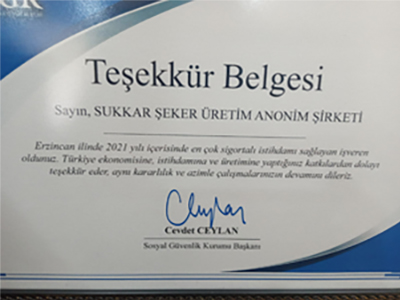 Teşekkür Belgesi
Sayın, SUKKAR ŞEKER ÜRETİM ANONİM ŞİRKETİ
Erzincan ilinde 2021 yılı içerisinde en çok sigortalı istihdamı sağlayan işveren
oldunuz. Türkiye ekonomisine, istihdamına ve üretimine yaptığınız katkılardan dolayı
teşekkür eder, aynı kararlılık ve azimle çalışmalarınızın devamını dileriz.
Cevdet CEYLAN
Sosyal Güvenlik Kurumu Başkanı